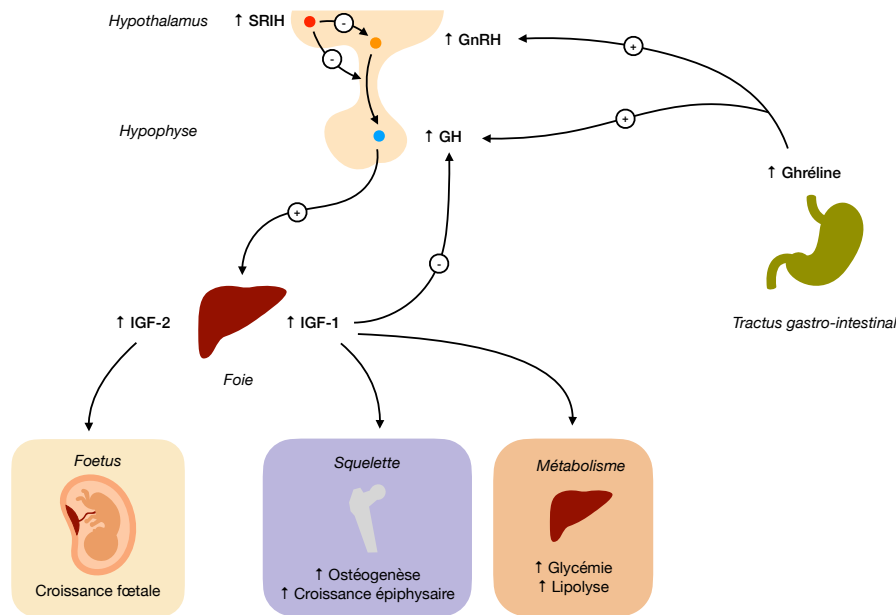 Hypothalamus
↑ SRIH
-
-
↑ GnRH
+
Hypophyse
↑ GH
+
↑ Ghréline
+
-
↑ IGF-2
↑ IGF-1
Tractus gastro-intestinal
Foie
Foetus
Croissance fœtale
Squelette
↑ Ostéogenèse
↑ Croissance épiphysaire
Métabolisme
↑ Glycémie
↑ Lipolyse